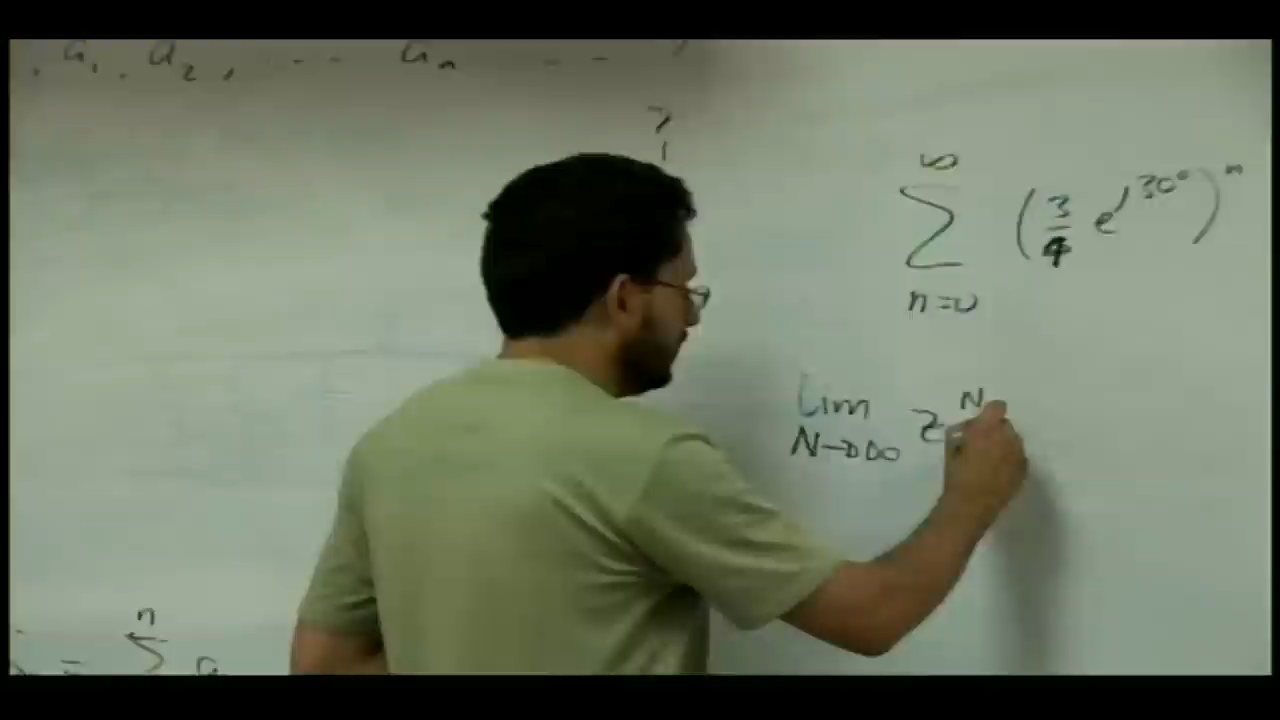 , a₁, a₂, ... aₙ ... ?
?
∞
∑ (3/4 e^{j30°})^n
n=0
lim z^N
N→∞
n
= ∑ a